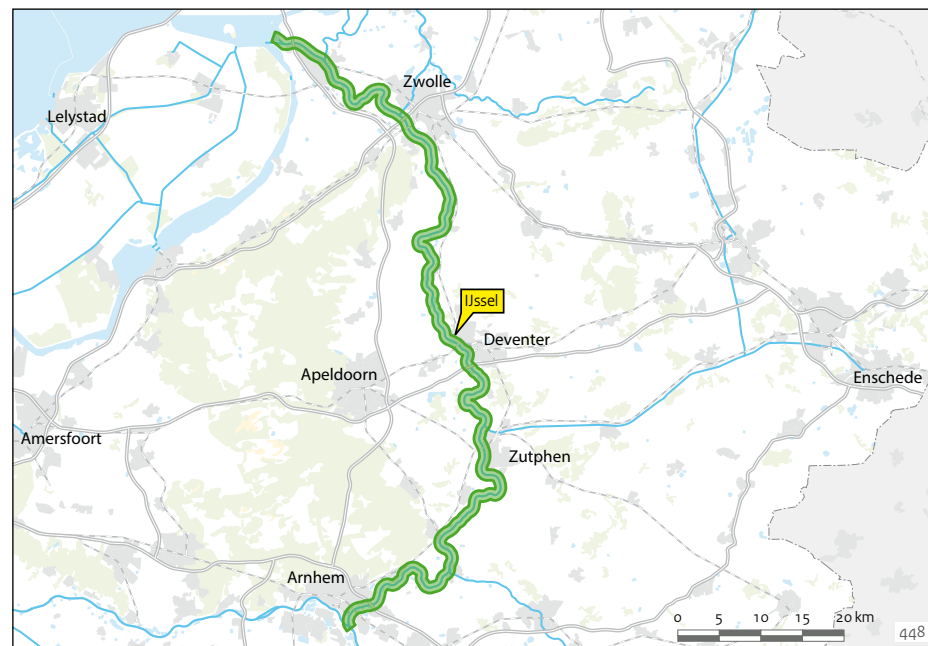 Zwolle
Lelystad
IJssel
Deventer
Apeldoorn
Enschede
Amersfoort
Zutphen
Arnhem
0 5 10 15 20 km
448